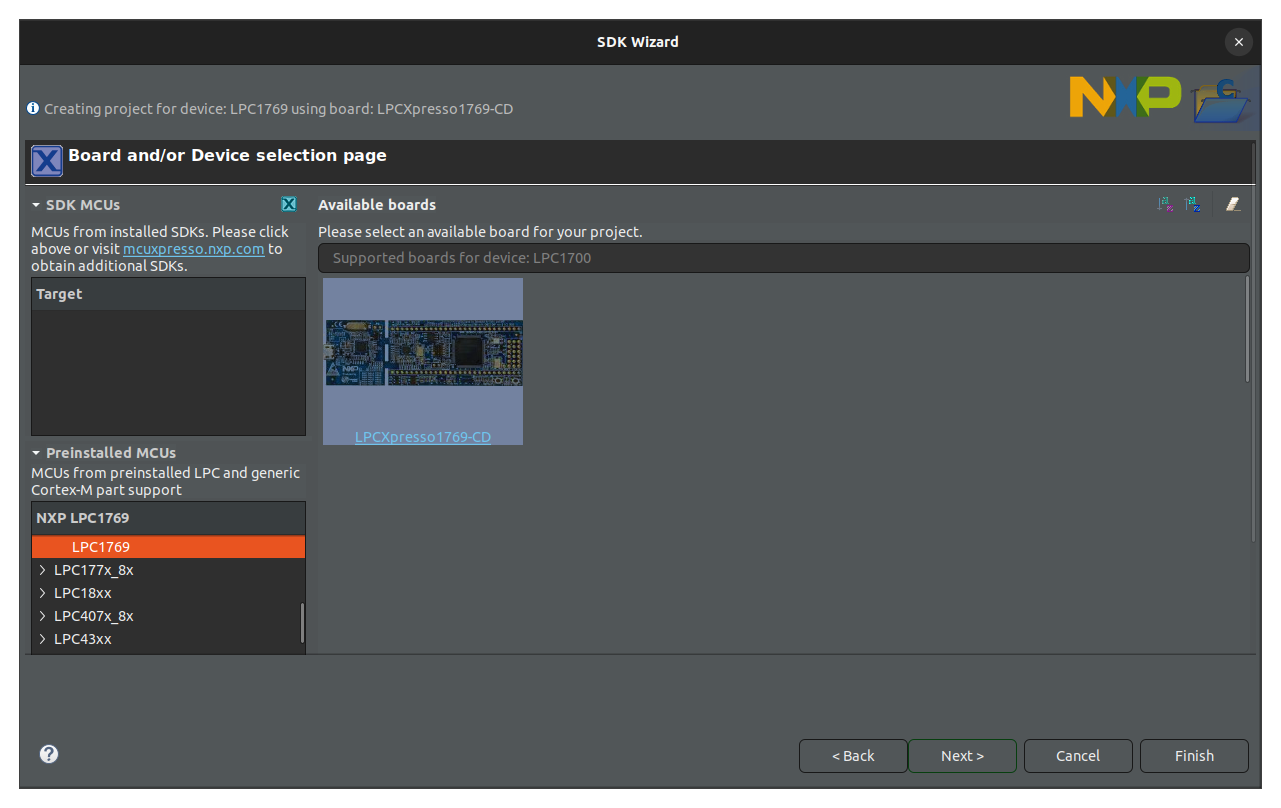 SDK Wizard
Creating project for device: LPC1769 using board: LPCXpresso1769-CD
NXP
Board and/or Device selection page
SDK MCUs
MCUs from installed SDKs. Please click
above or visit mcuxpresso.nxp.com to
obtain additional SDKs.
Target
Preinstalled MCUs
MCUs from preinstalled LPC and generic
Cortex-M part support
NXP LPC1769
LPC1769
LPC177x_8x
LPC18xx
LPC407x_8x
LPC43xx
Available boards
Please select an available board for your project.
Supported boards for device: LPC1700
NXP
LPCXpresso1769-CD
< Back
Next >
Cancel
Finish